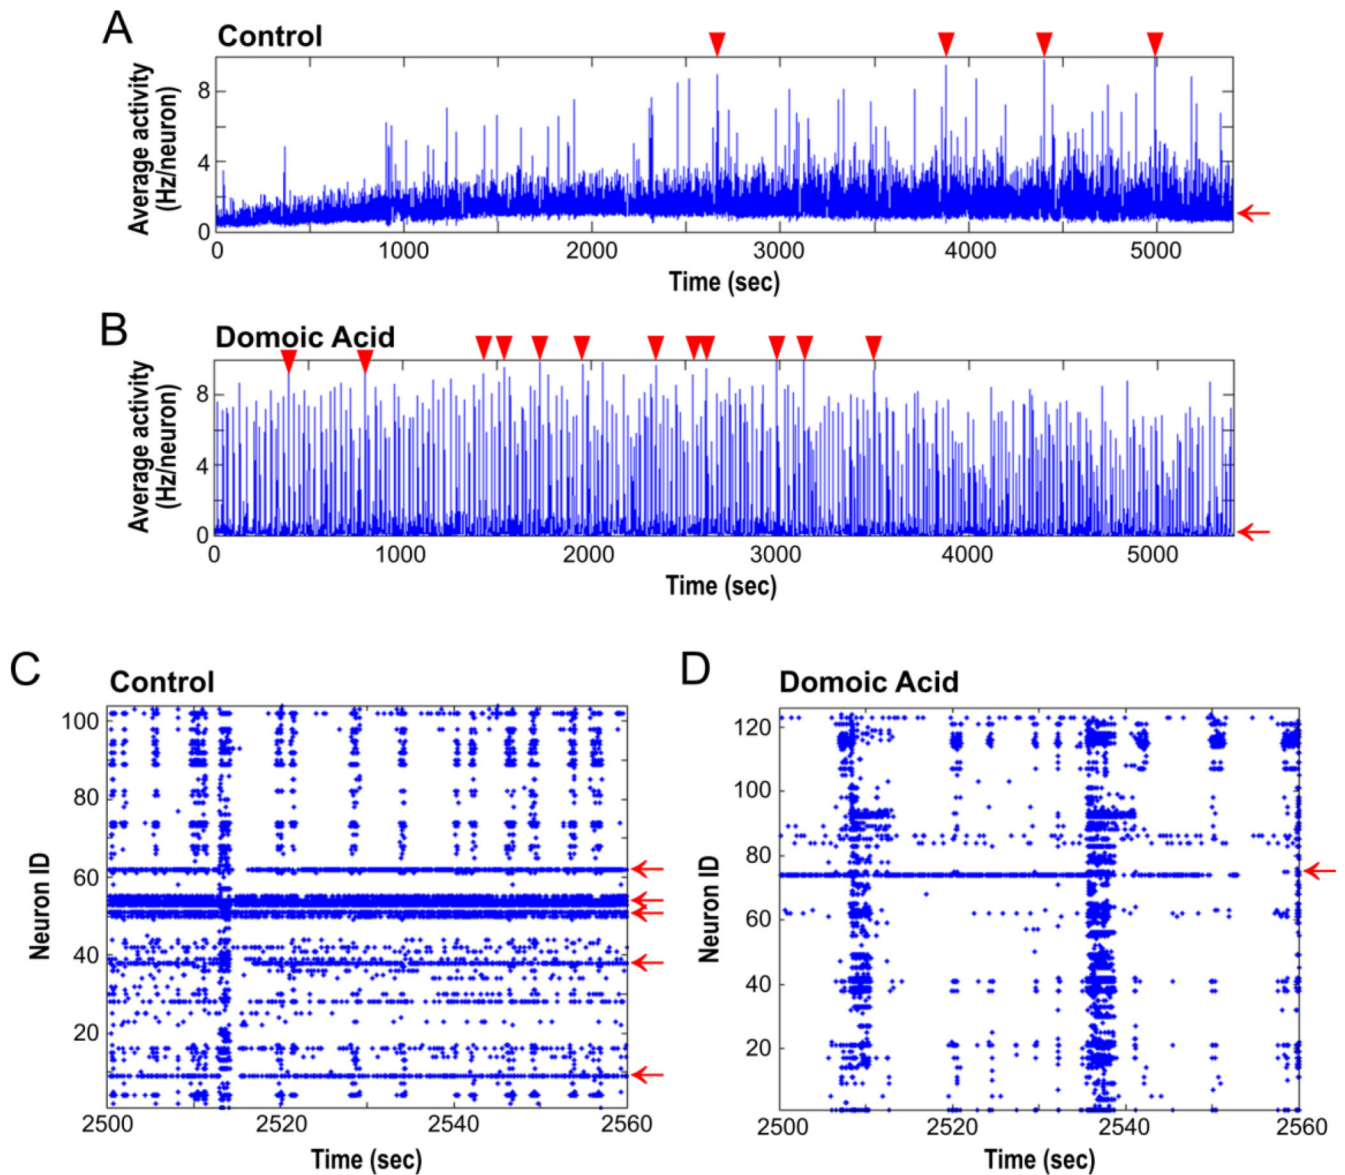 A
Control
Average activity
(Hz/neuron)
8
4
0
0 1000 2000 3000 4000 5000
Time (sec)
B
Domoic Acid
Average activity
(Hz/neuron)
8
4
0
0 1000 2000 3000 4000 5000
Time (sec)
C
Control
Neuron ID
100
80
60
40
20
2500 2520 2540 2560
Time (sec)
D
Domoic Acid
Neuron ID
120
100
80
60
40
20
2500 2520 2540 2560
Time (sec)